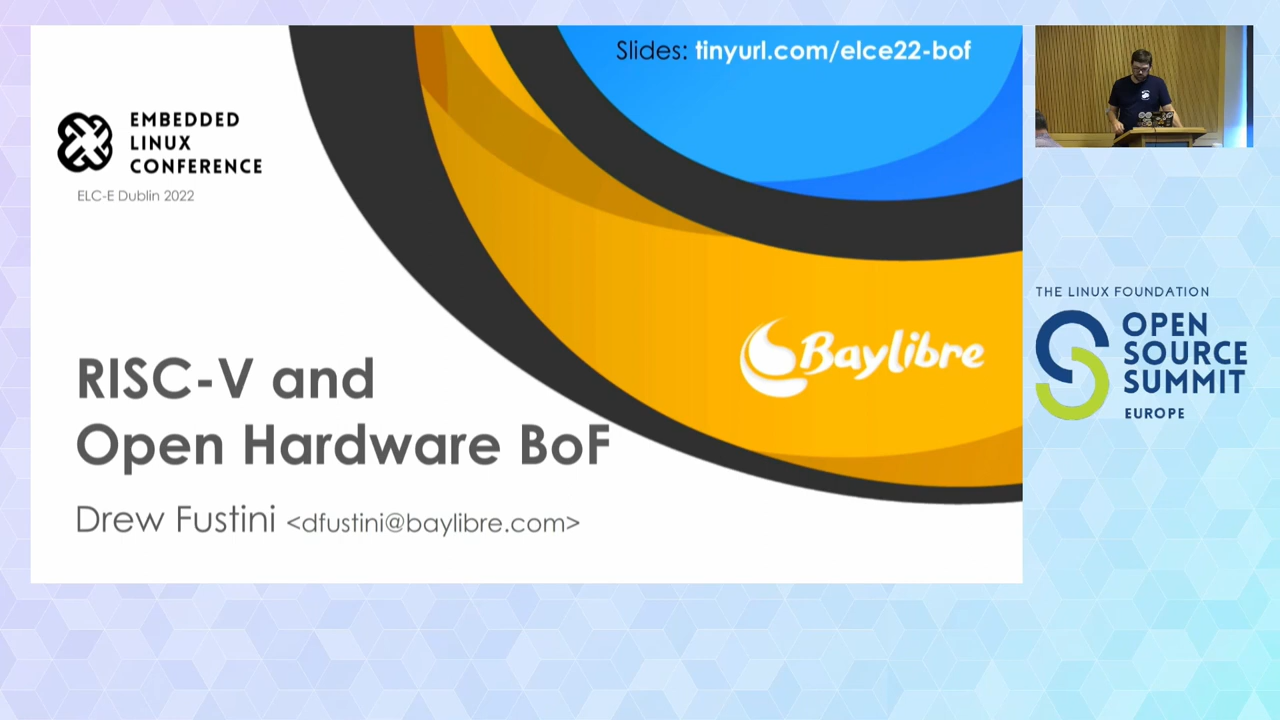 Slides: tinyurl.com/elce22-bof
EMBEDDED
LINUX
CONFERENCE
ELC-E Dublin 2022
Baylibre
RISC-V and
Open Hardware BoF
Drew Fustini <dfustini@baylibre.com>
THE LINUX FOUNDATION
OPEN
SOURCE
SUMMIT
EUROPE